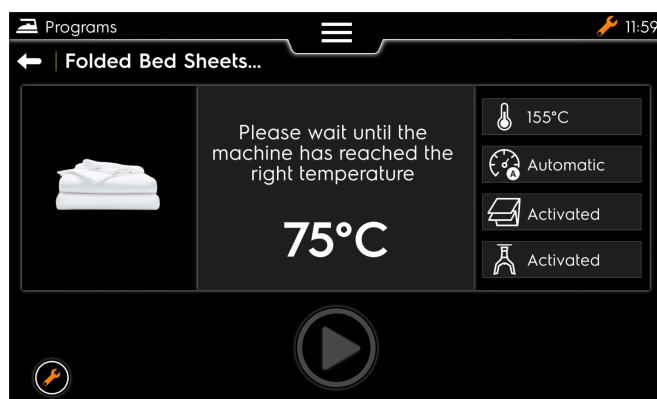 Programs
11:59
Folded Bed Sheets...
Please wait until the
machine has reached the
right temperature
75°C
155°C
A Automatic
Activated
Activated